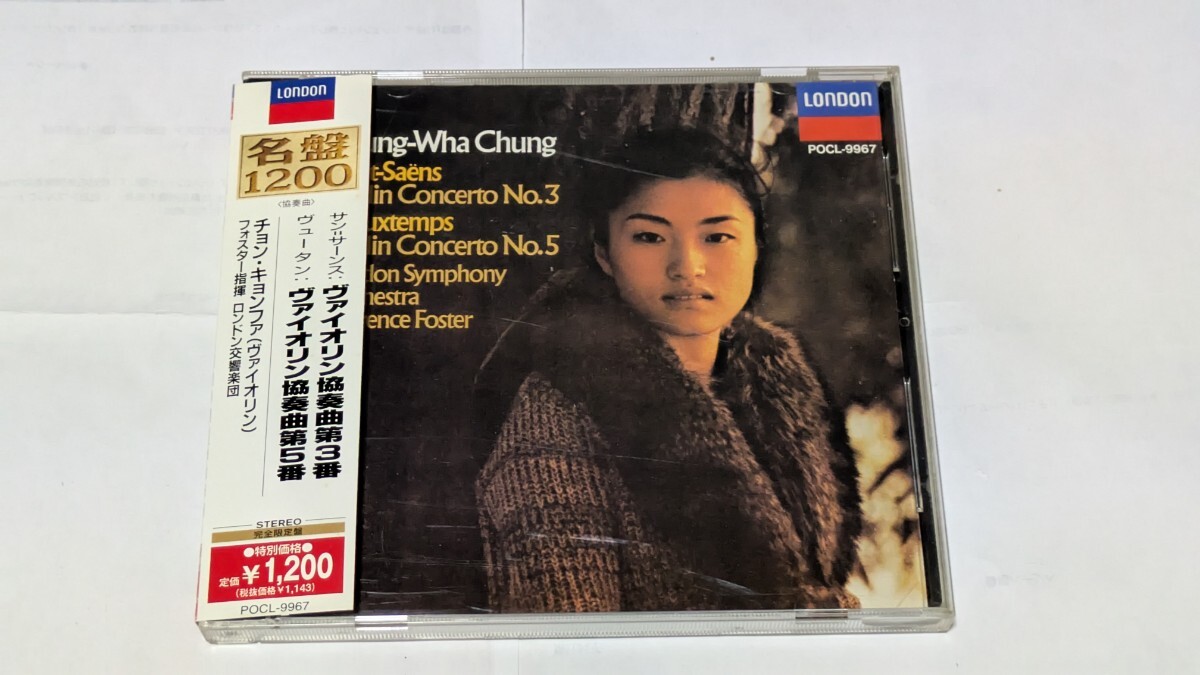 LONDON
名盤
1200
〈協奏曲〉
サン=サーンス:ヴァイオリン協奏曲第3番
ヴュータン:ヴァイオリン協奏曲第5番
チョン・キョンファ(ヴァイオリン)
フォスター指揮 ロンドン交響楽団
STEREO
完全限定盤
●特別価格●
定価 ¥1,200
(税抜価格¥1,143)
POCL-9967
ung-Wha Chung
t-Saëns
in Concerto No.3
uxtemps
in Concerto No.5
don Symphony
hestra
rence Foster
LONDON
POCL-9967